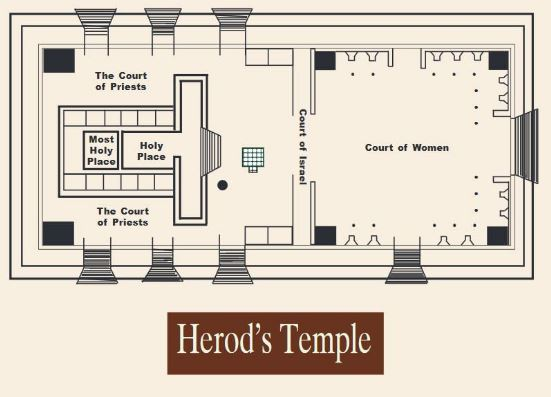 The Court
of Priests
Most
Holy
Place
Holy
Place
The Court
of Priests
Court of Israel
Court of Women
Herod's Temple